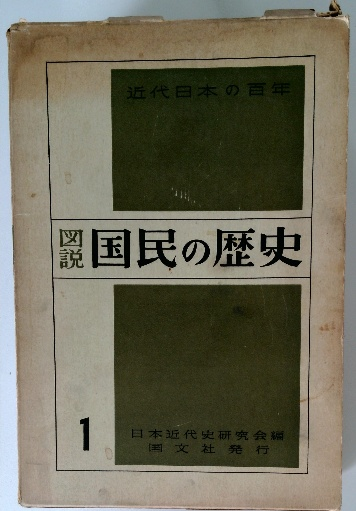 近代日本の百年
図説 国民の歴史
1
日本近代史研究会編
国文社発行